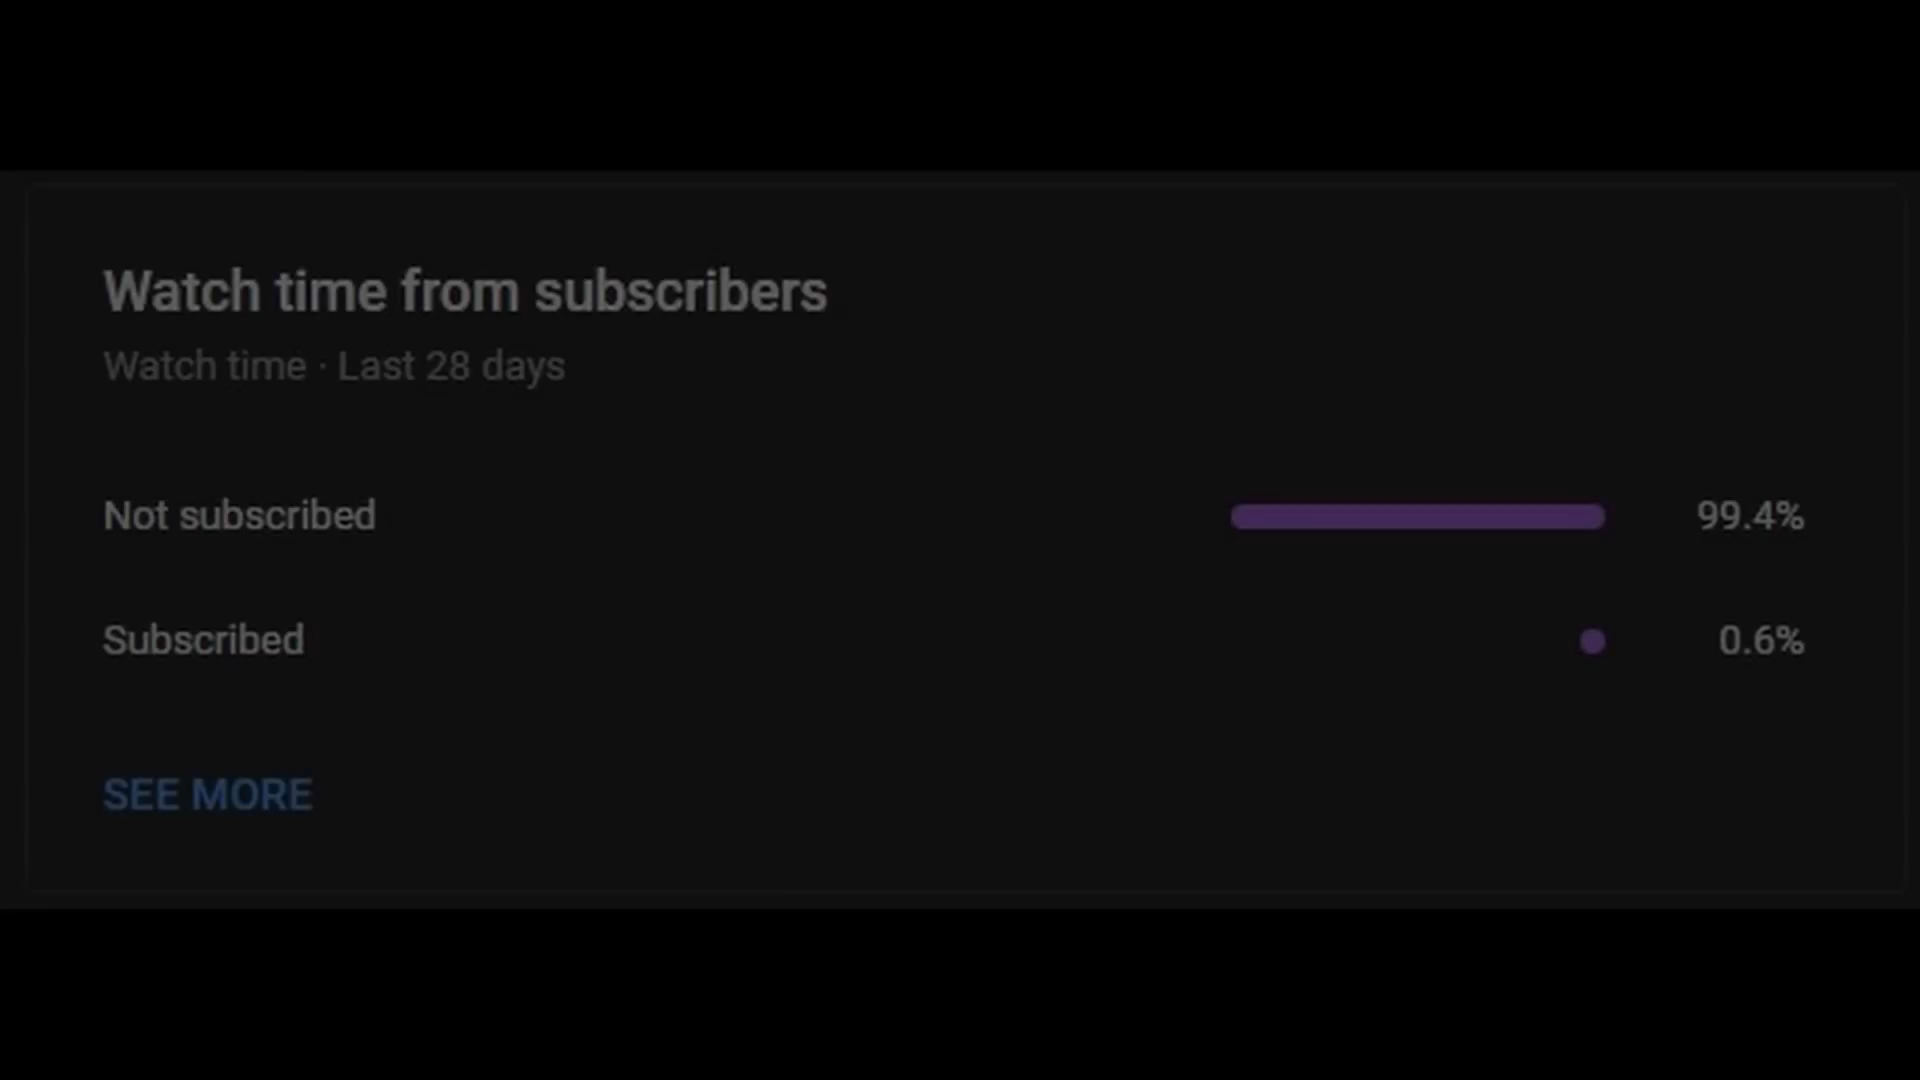 Watch time from subscribers
Watch time · Last 28 days
Not subscribed 99.4%
Subscribed 0.6%
SEE MORE